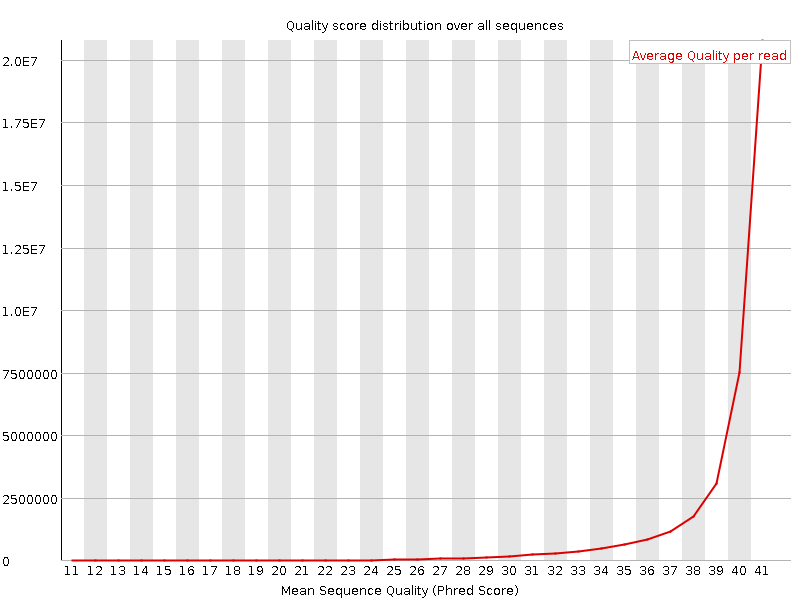 Quality score distribution over all sequences
Average Quality per read
2.0E7
1.75E7
1.5E7
1.25E7
1.0E7
7500000
5000000
2500000
0
11 12 13 14 15 16 17 18 19 20 21 22 23 24 25 26 27 28 29 30 31 32 33 34 35 36 37 38 39 40 41
Mean Sequence Quality (Phred Score)